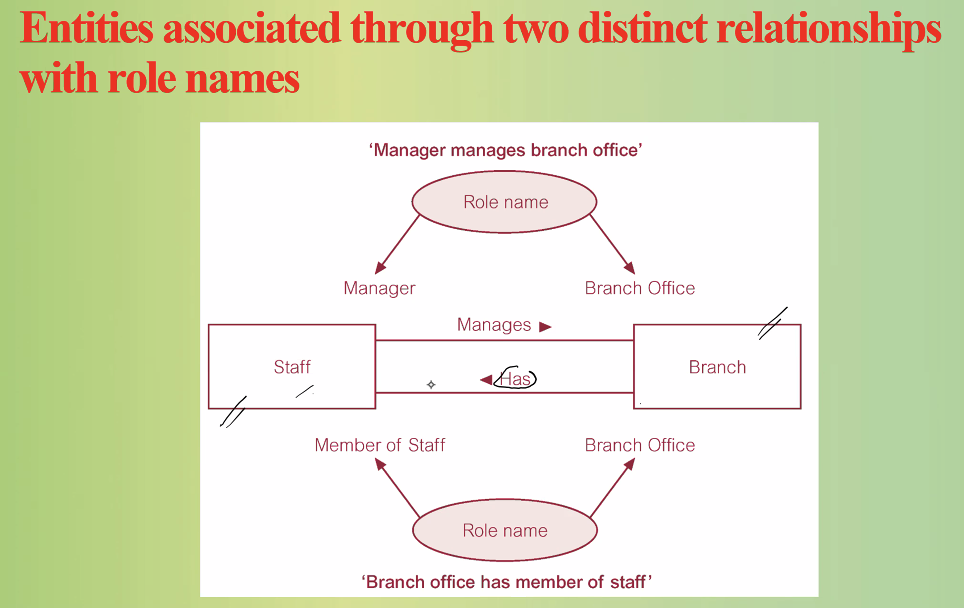 Entities associated through two distinct relationships
with role names
‘Manager manages branch office’
Role name
Manager
Branch Office
Manages ►
Staff
Branch
◄ Has
Member of Staff
Branch Office
Role name
‘Branch office has member of staff’